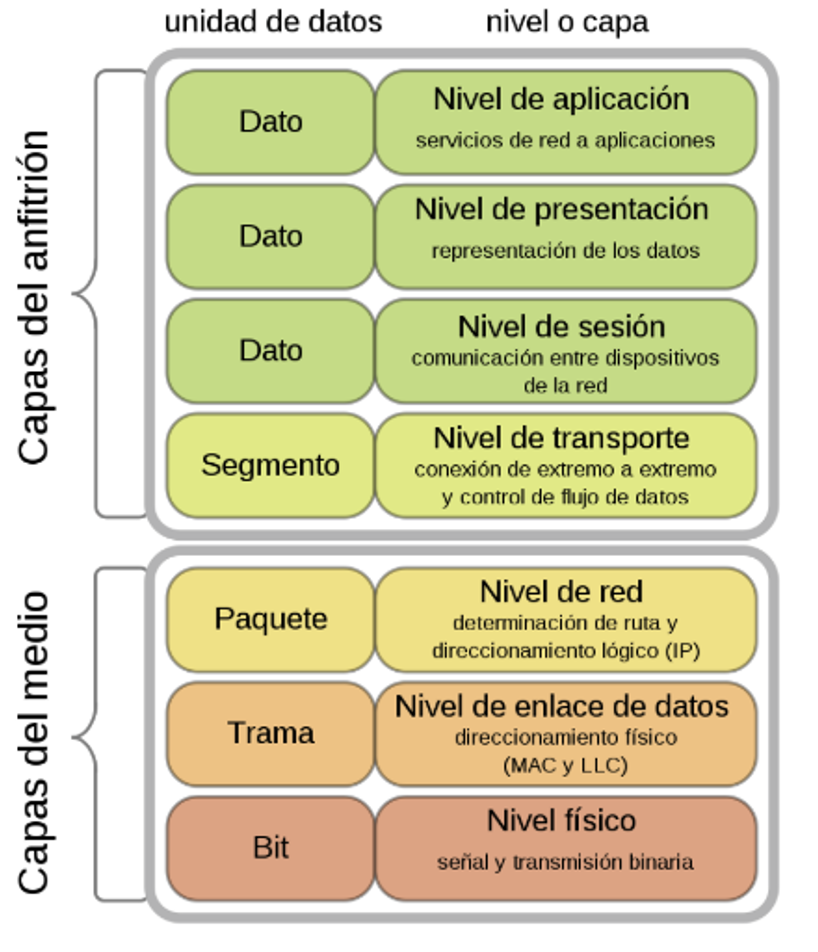 unidad de datos nivel o capa
Capas del anfitrión
Dato
Nivel de aplicación
servicios de red a aplicaciones
Dato
Nivel de presentación
representación de los datos
Dato
Nivel de sesión
comunicación entre dispositivos
de la red
Segmento
Nivel de transporte
conexión de extremo a extremo
y control de flujo de datos
Capas del medio
Paquete
Nivel de red
determinación de ruta y
direccionamiento lógico (IP)
Trama
Nivel de enlace de datos
direccionamiento físico
(MAC y LLC)
Bit
Nivel físico
señal y transmisión binaria